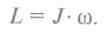 L = J · ω.